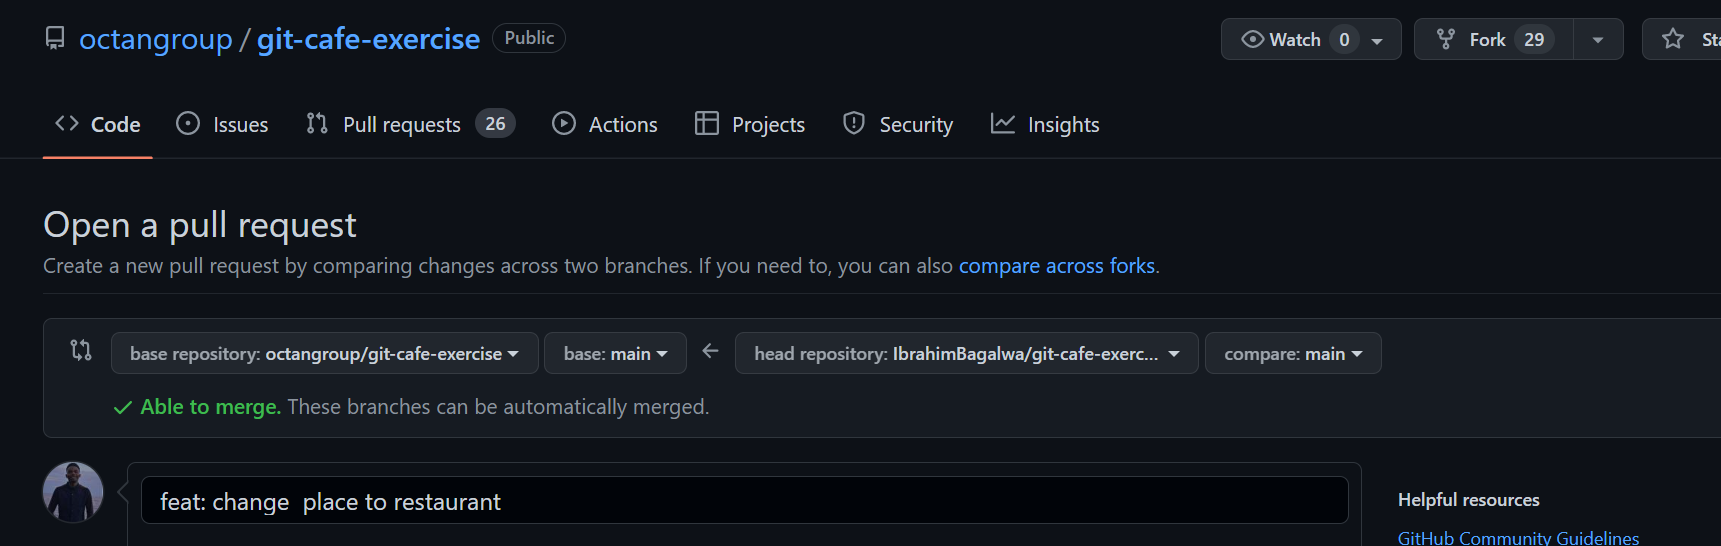 octangroup / git-cafe-exercise Public
Watch 0 Fork 29
Code Issues Pull requests 26 Actions Projects Security Insights
Open a pull request
Create a new pull request by comparing changes across two branches. If you need to, you can also compare across forks.
base repository: octangroup/git-cafe-exercise base: main head repository: IbrahimBagalwa/git-cafe-exerc... compare: main
Able to merge. These branches can be automatically merged.
feat: change  place to restaurant
Helpful resources
GitHub Community Guidelines